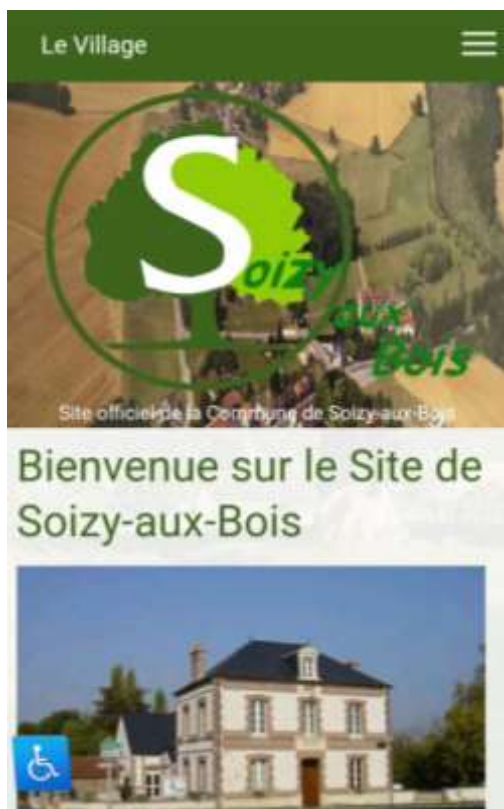 Le Village
Soizy
aux
Bois
Site officiel de la Commune de Soizy-aux-Bois
Bienvenue sur le Site de
Soizy-aux-Bois